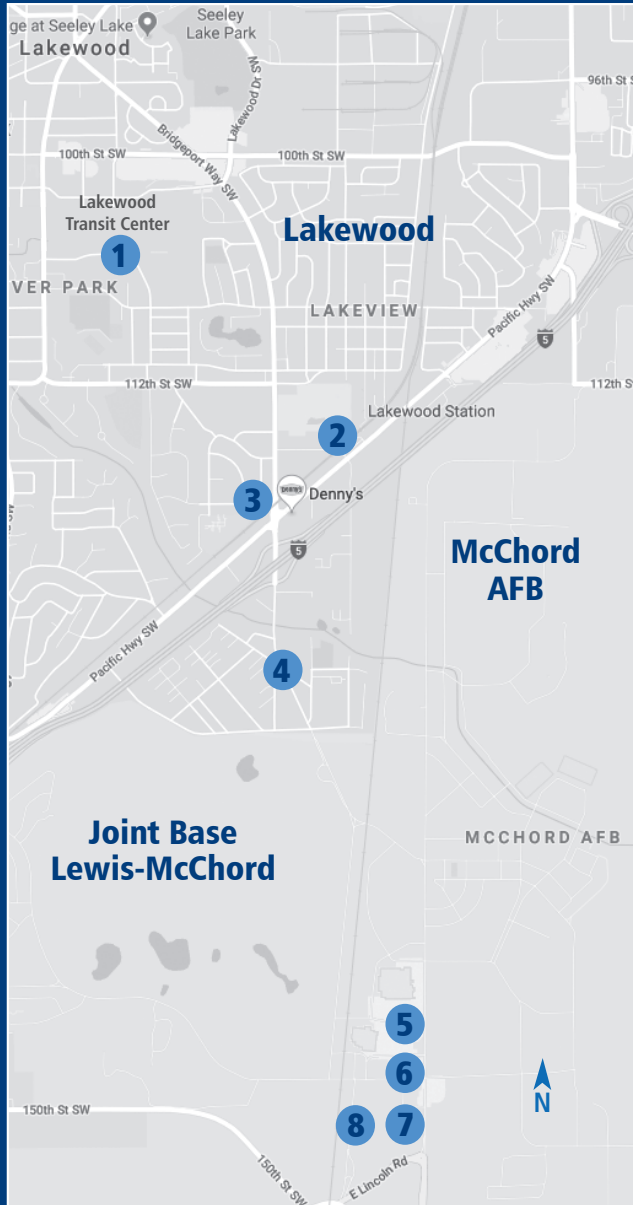 ge at Seeley Lake
Seeley
Lake Park
Lakewood
Lakewood Dr SW
96th St S
Bridgeport Way SW
100th St SW
100th St SW
Lakewood
Transit Center
1
Lakewood
VER PARK
LAKEVIEW
Pacific Hwy SW
5
112th St SW
112th S
Lakewood Station
2
3
Denny's
Denny's
5
McChord
AFB
Pacific Hwy SW
4
Joint Base
Lewis-McChord
MCCHORD AFB
5
6
N
150th St SW
8
7
150th St SW
E Lincoln Rd